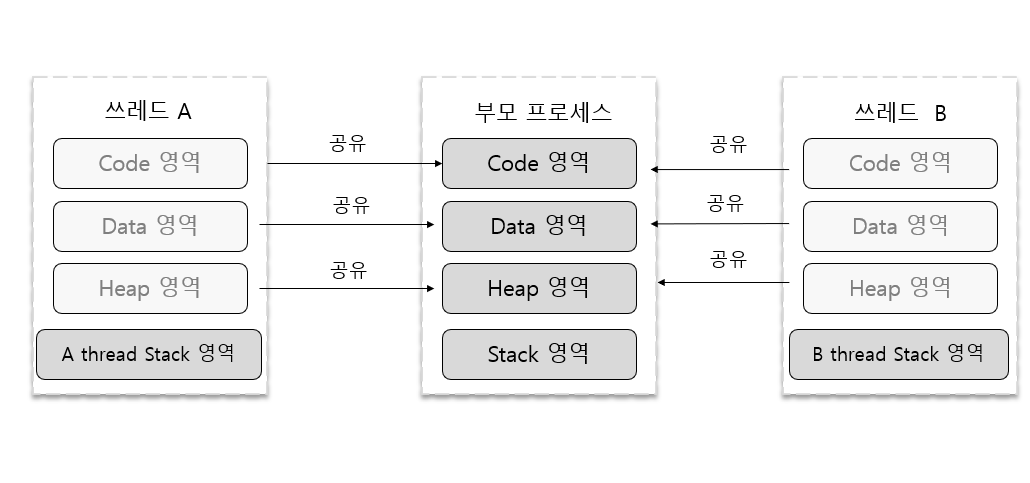 쓰레드 A
Code 영역
Data 영역
Heap 영역
A thread Stack 영역
공유
공유
공유
부모 프로세스
Code 영역
Data 영역
Heap 영역
Stack 영역
공유
공유
공유
쓰레드 B
Code 영역
Data 영역
Heap 영역
B thread Stack 영역